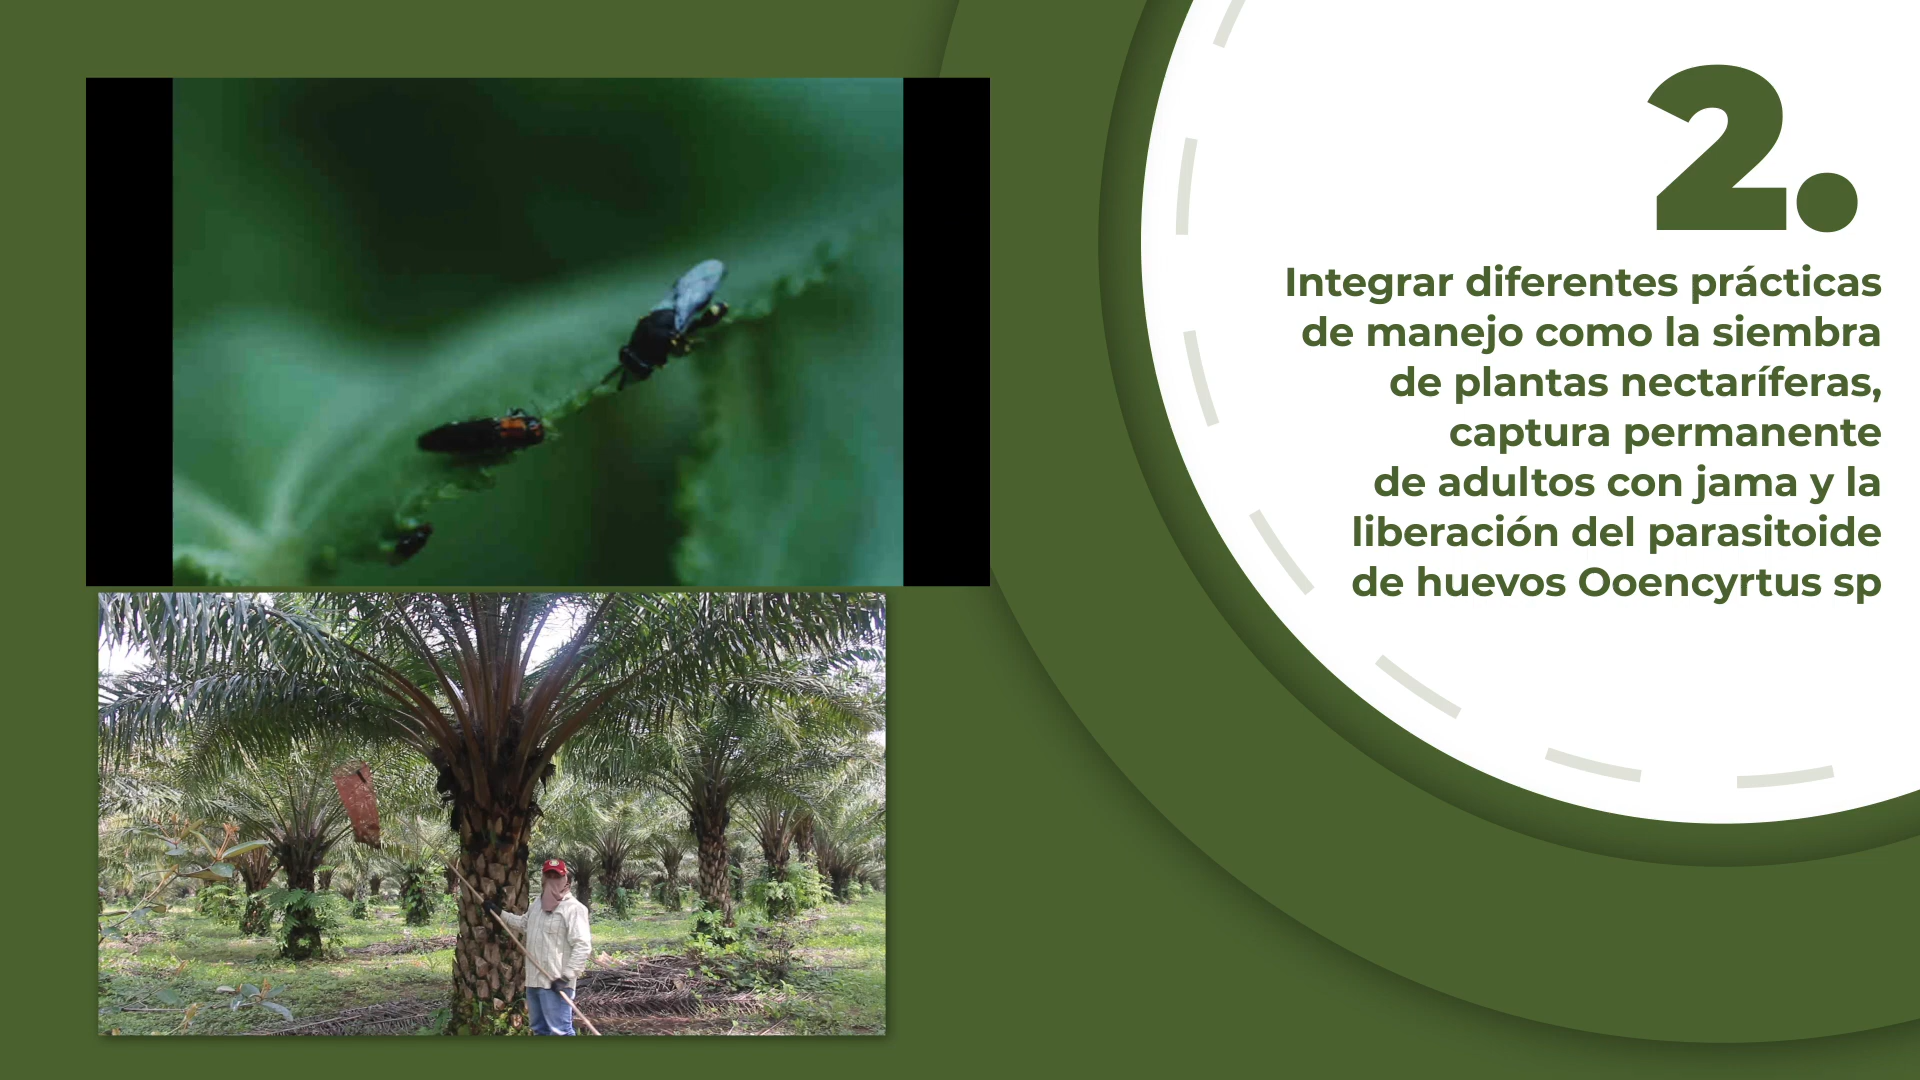 2.
Integrar diferentes prácticas
de manejo como la siembra
de plantas nectaríferas,
captura permanente
de adultos con jama y la
liberación del parasitoide
de huevos Ooencyrtus sp